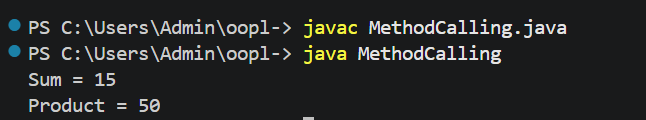 PS C:\Users\Admin\oopl-> javac MethodCalling.java
PS C:\Users\Admin\oopl-> java MethodCalling
Sum = 15
Product = 50